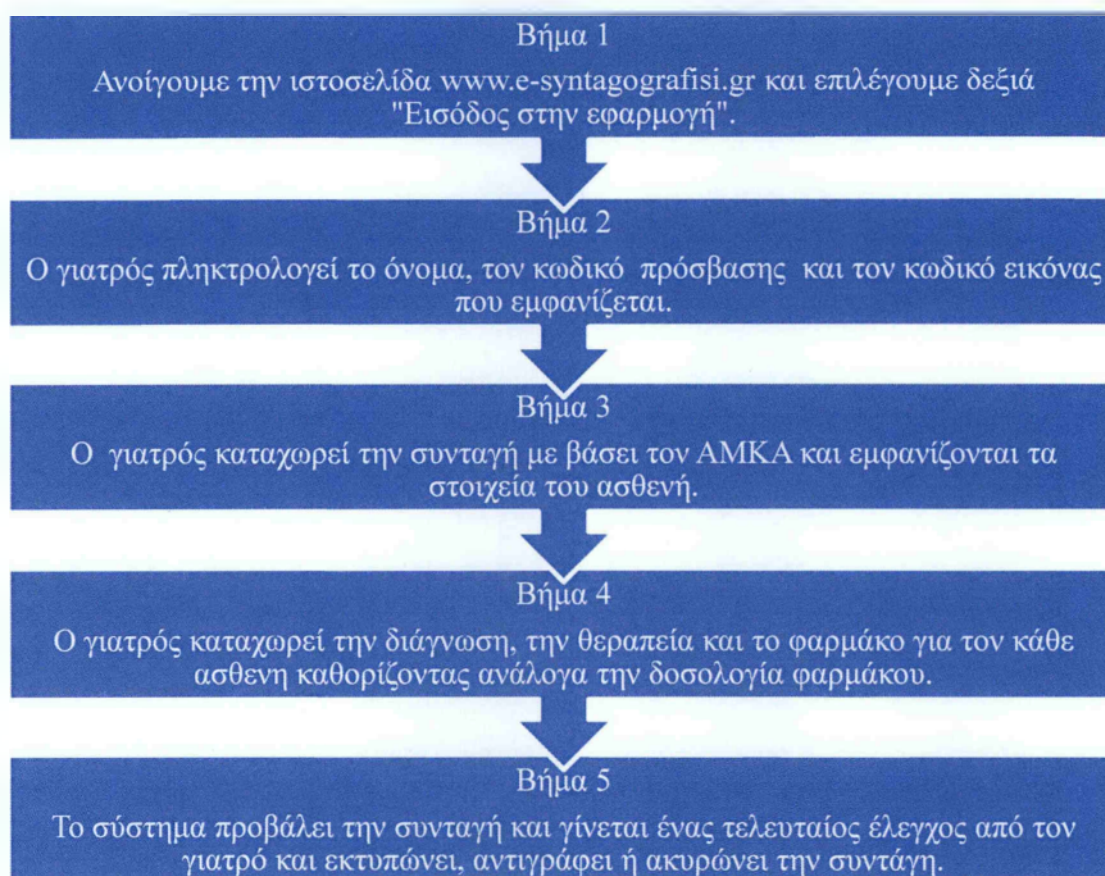 Βήμα 1
Ανοίγουμε την ιστοσελίδα www.e-syntagografisi.gr και επιλέγουμε δεξιά
"Εισόδος στην εφαρμογή".
Βήμα 2
Ο γιατρός πληκτρολογεί το όνομα, τον κωδικό πρόσβασης και τον κωδικό εικόνας
που εμφανίζεται.
Βήμα 3
Ο γιατρός καταχωρεί την συνταγή με βάσει τον ΑΜΚΑ και εμφανίζονται τα
στοιχεία του ασθενή.
Βήμα 4
Ο γιατρός καταχωρεί την διάγνωση, την θεραπεία και το φαρμάκο για τον κάθε
ασθενη καθορίζοντας ανάλογα την δοσολογία φαρμάκου.
Βήμα 5
Το σύστημα προβάλει την συνταγή και γίνεται ένας τελευταίος έλεγχος από τον
γιατρό και εκτυπώνει, αντιγράφει ή ακυρώνει την συντάγη.